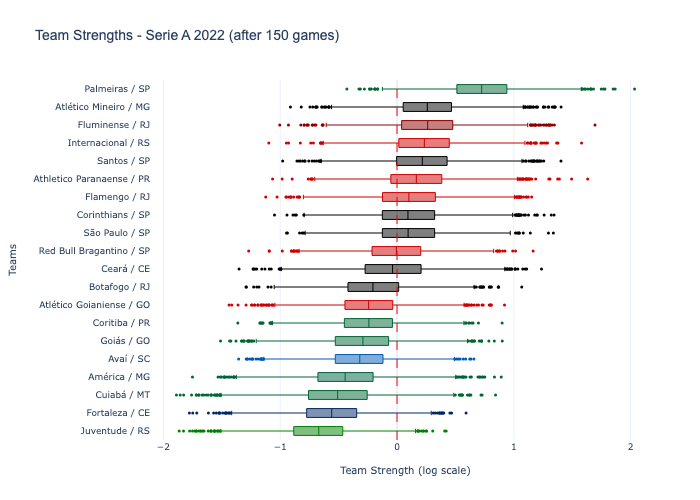 Team Strengths - Serie A 2022 (after 150 games)
Palmeiras / SP
Atlético Mineiro / MG
Fluminense / RJ
Internacional / RS
Santos / SP
Athletico Paranaense / PR
Flamengo / RJ
Corinthians / SP
São Paulo / SP
Red Bull Bragantino / SP
Ceará / CE
Botafogo / RJ
Atlético Goianiense / GO
Coritiba / PR
Goiás / GO
Avaí / SC
América / MG
Cuiabá / MT
Fortaleza / CE
Juventude / RS
Teams
−2 −1 0 1 2
Team Strength (log scale)